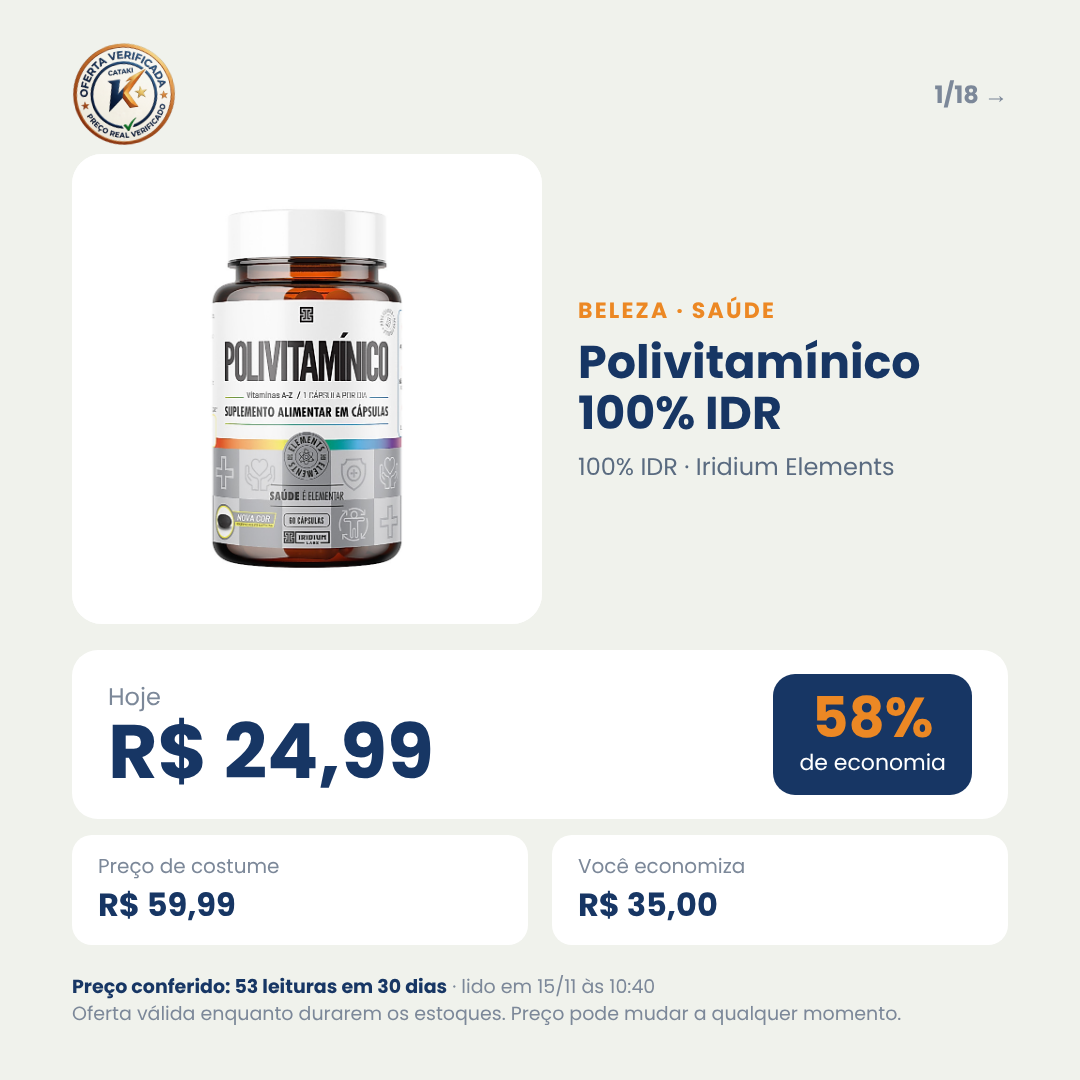 OFERTA VERIFICADA
CATAKI
K
PREÇO REAL VERIFICADO
1/18 →
POLIVITAMÍNICO
Vitaminas A-Z / 1 CÁPSULA POR DIA
SUPLEMENTO ALIMENTAR EM CÁPSULAS
ELEMENTS
ELEMENTS
SAÚDE É ELEMENTAR
NOVA COR
60 CÁPSULAS
IRIDIUM
LABS
BELEZA · SAÚDE
Polivitamínico
100% IDR
100% IDR · Iridium Elements
Hoje
R$ 24,99
58%
de economia
Preço de costume
R$ 59,99
Você economiza
R$ 35,00
Preço conferido: 53 leituras em 30 dias · lido em 15/11 às 10:40
Oferta válida enquanto durarem os estoques. Preço pode mudar a qualquer momento.